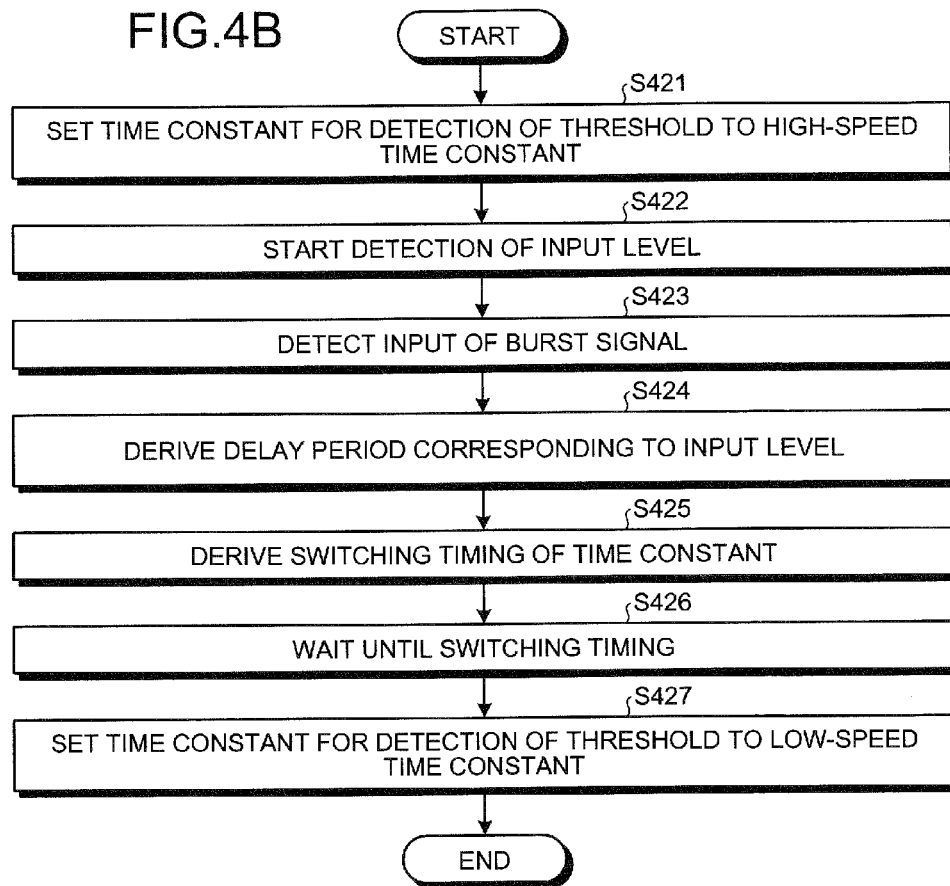 FIG.4B
START
S421
SET TIME CONSTANT FOR DETECTION OF THRESHOLD TO HIGH-SPEED
TIME CONSTANT
S422
START DETECTION OF INPUT LEVEL
S423
DETECT INPUT OF BURST SIGNAL
S424
DERIVE DELAY PERIOD CORRESPONDING TO INPUT LEVEL
S425
DERIVE SWITCHING TIMING OF TIME CONSTANT
S426
WAIT UNTIL SWITCHING TIMING
S427
SET TIME CONSTANT FOR DETECTION OF THRESHOLD TO LOW-SPEED
TIME CONSTANT
END